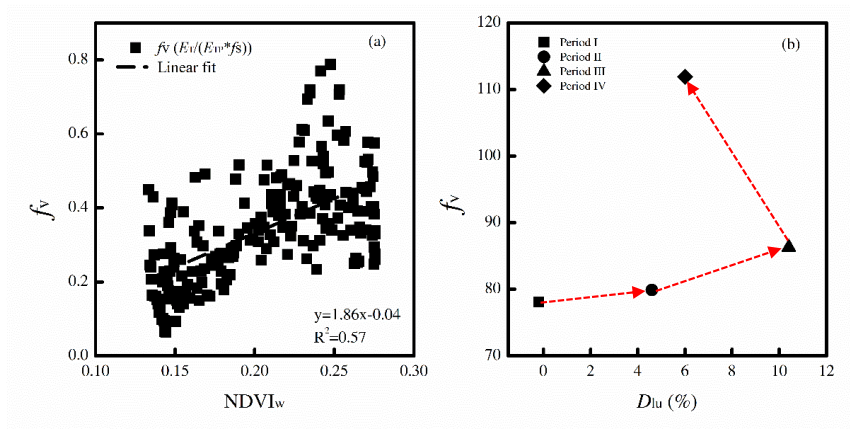 fv (E1/(EW*fs))
Linear fit
(a)
0.8
0.6
0.4
0.2
0.0
fv
y=1.86x-0.04
R²=0.57
0.10
0.15
0.20
0.25
0.30
NDVIw
120
110
100
90
80
70
fv
Period I
Period II
Period III
Period IV
(b)
0
2
4
6
8
10
12
Dlu (%)